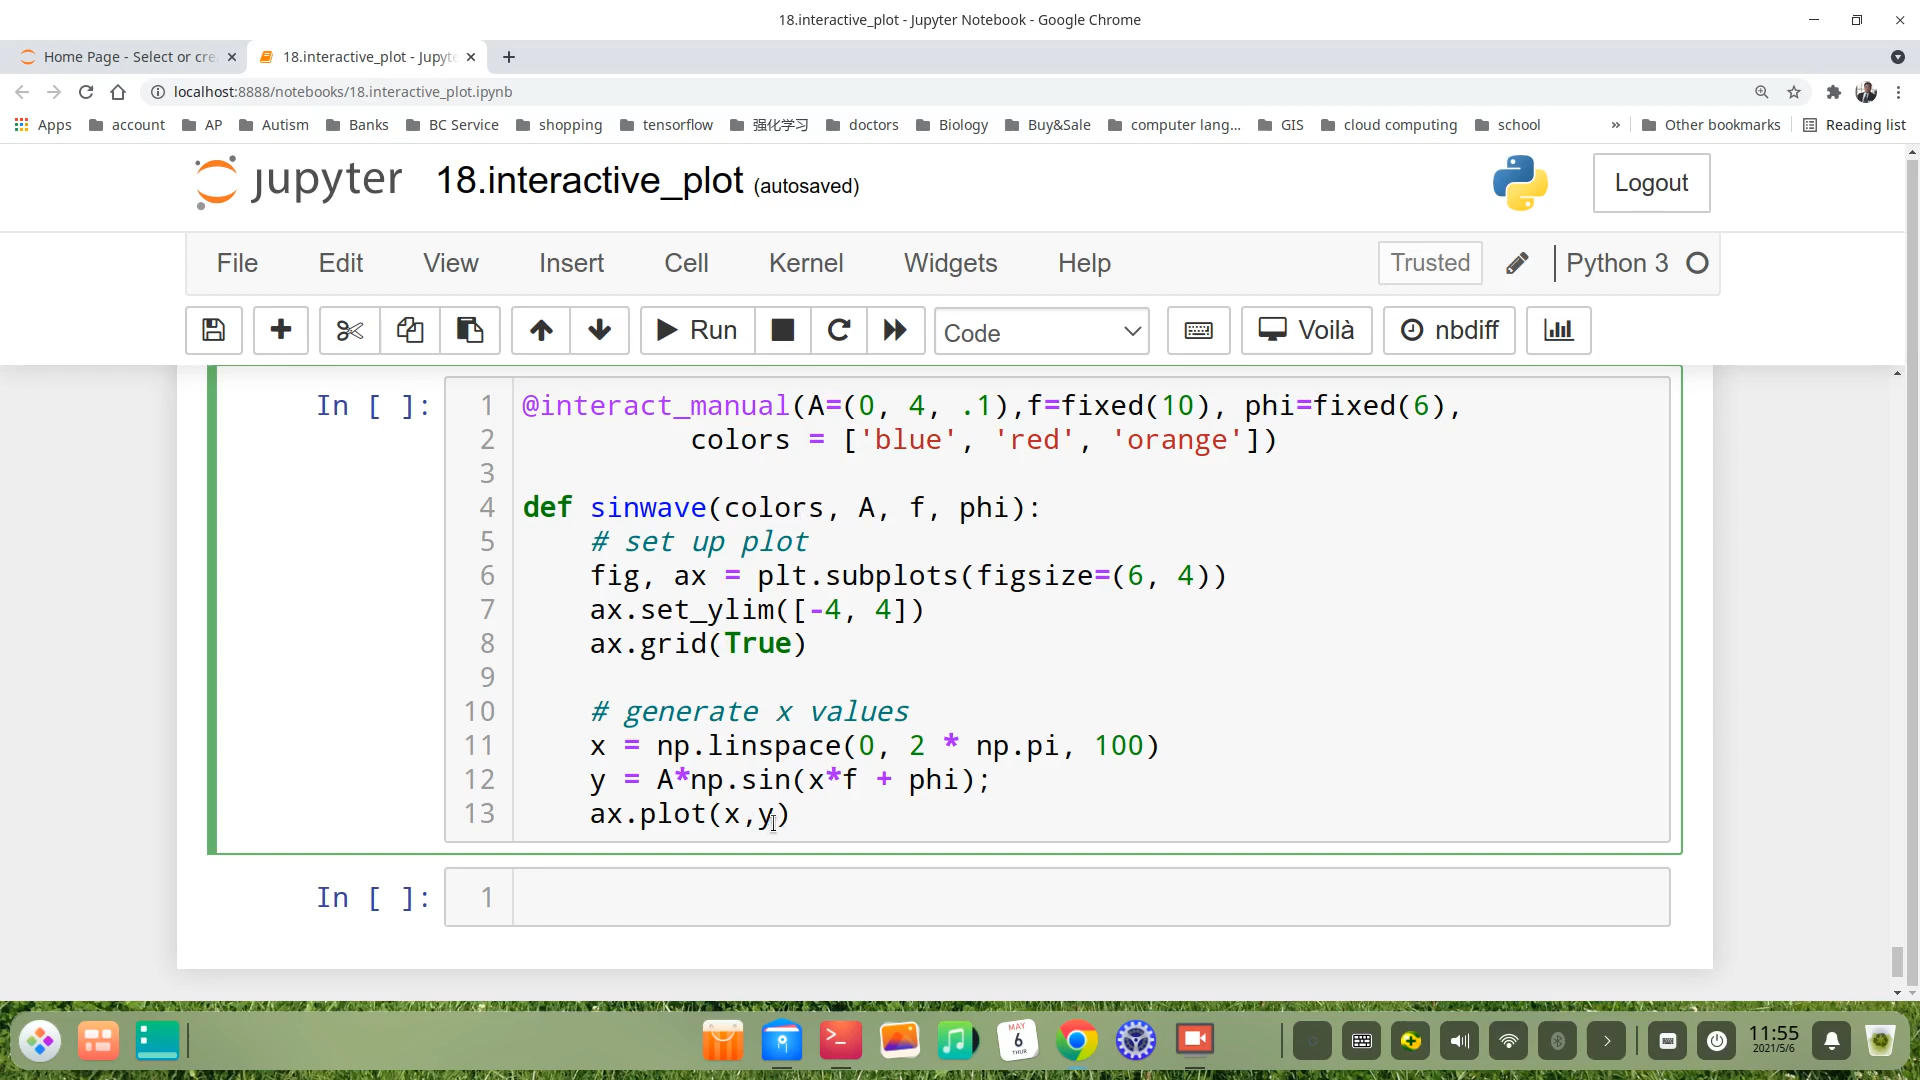 18.interactive_plot - Jupyter Notebook - Google Chrome
Home Page - Select or cre
18.interactive_plot - Jupyte
localhost:8888/notebooks/18.interactive_plot.ipynb
Apps account AP Autism Banks BC Service shopping tensorflow 强化学习 doctors Biology Buy&Sale computer lang... GIS cloud computing school » Other bookmarks Reading list
jupyter 18.interactive_plot (autosaved) Logout
File Edit View Insert Cell Kernel Widgets Help Trusted Python 3
Run Code Voilà nbdiff
In [ ]: 1 @interact_manual(A=(0, 4, .1),f=fixed(10), phi=fixed(6),
2 colors = ['blue', 'red', 'orange'])
3
4 def sinwave(colors, A, f, phi):
5 # set up plot
6 fig, ax = plt.subplots(figsize=(6, 4))
7 ax.set_ylim([-4, 4])
8 ax.grid(True)
9
10 # generate x values
11 x = np.linspace(0, 2 * np.pi, 100)
12 y = A*np.sin(x*f + phi);
13 ax.plot(x,y)
In [ ]: 1
MAY
6
THUR
11:55
2021/5/6